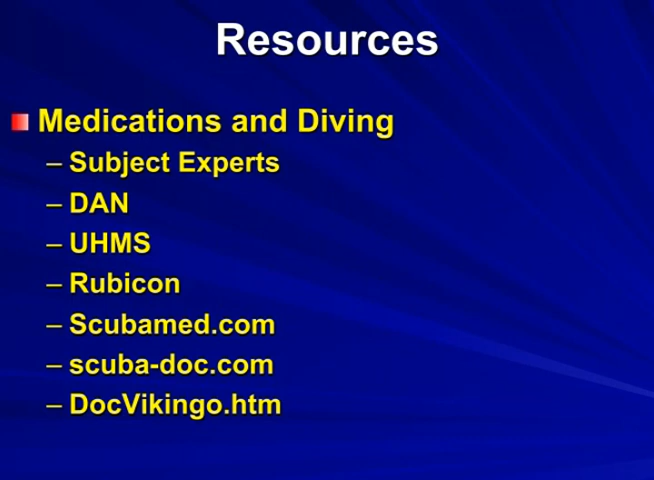 Resources
Medications and Diving
– Subject Experts
– DAN
– UHMS
– Rubicon
– Scubamed.com
– scuba-doc.com
– DocVikingo.htm